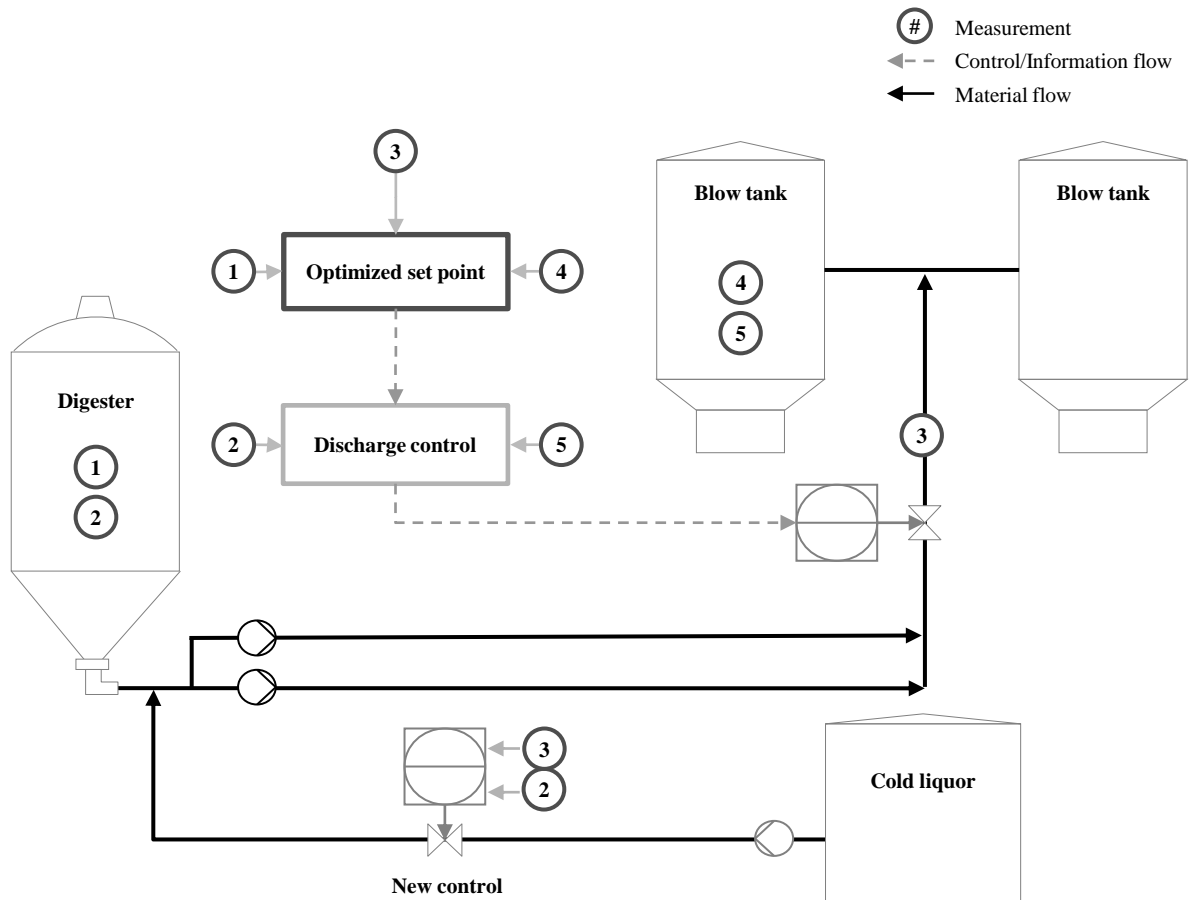 # Measurement
Control/Information flow
Material flow
3
Blow tank
Blow tank
1
Optimized set point
4
4
5
Digester
2
Discharge control
5
3
1
2
3
2
Cold liquor
New control